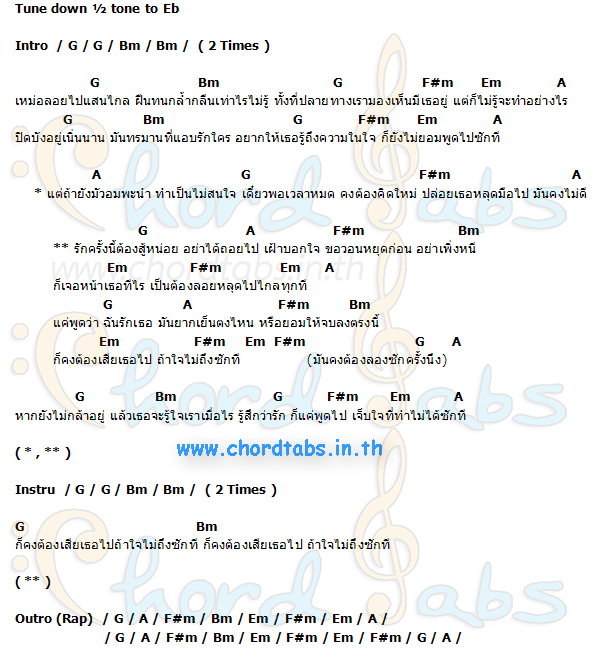 Tune down ½ tone to Eb
Intro / G / G / Bm / Bm / ( 2 Times )
G Bm G F#m Em A
เหม่อลอยไปแสนไกล ฝืนทนกล้ำกลืนเท่าไรไม่รู้ ทั้งที่ปลายทางเรามองเห็นมีเธอยู่ แต่ก็ไม่รู้จะทำอย่างไร
G Bm G F#m Em A
ปิดบังอยู่เนิ่นนาน มันทรมานที่แอบรักใคร อยากให้เธอรู้ถึงความในใจ ก็ยังไม่ยอมพูดไปซักที
A G F#m A
* แต่ถ้ายังมัวอมพะนำ ทำเป็นไม่สนใจ เดี๋ยวพอเวลาหมด คงต้องคิดใหม่ ปล่อยเธอหลุดมือไป มันคงไม่ดี
G A F#m Bm
** รักครั้งนี้ต้องสู้หน่อย อย่าได้ถอยไป เฝ้าบอกใจ ขอวอนหยุดก่อน อย่าเพิ่งหนี
www.chordtabs.in.th
Em F#m Em A
ก็เจอหน้าเธอทีไร เป็นต้องลอยหลุดไปไกลทุกที
G A F#m Bm
แค่พูดว่า ฉันรักเธอ มันยากเย็นตงไหน หรือยอมให้จบลงตรงนี้
Em F#m Em F#m G A
ก็คงต้องเสียเธอไป ถ้าใจไม่ถึงซักที (มันคงต้องลองซักครั้งนึง)
G Bm G F#m Em A
หากยังไม่กล้าอยู่ แล้วเธอจะรู้ใจเราเมื่อไร รู้สึกว่ารัก ก็แค่พูดไป เจ็บใจที่ทำไม่ได้ซักที
www.chordtabs.in.th
( * , ** )
Instru / G / G / Bm / Bm / ( 2 Times )
G Bm
ก็คงต้องเสียเธอไปถ้าใจไม่ถึงซักที ก็คงต้องเสียเธอไป ถ้าใจไม่ถึงซักที
( ** )
Outro (Rap) / G / A / F#m / Bm / Em / F#m / Em / A /
/ G / A / F#m / Bm / Em / F#m / Em / F#m / G / A /